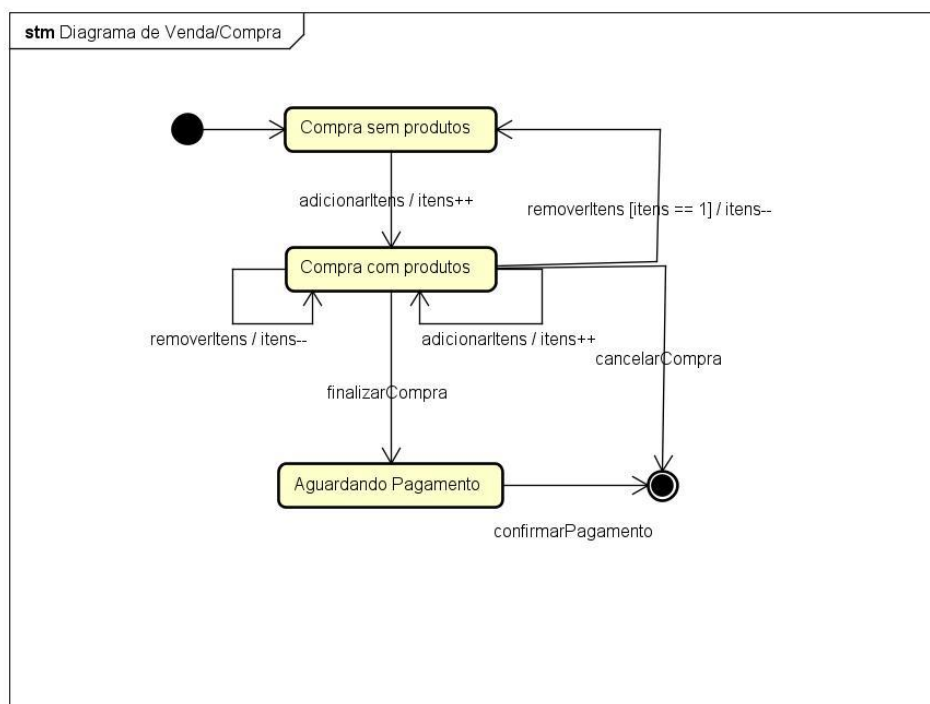 stm Diagrama de Venda/Compra
Compra sem produtos
adicionarItens / itens++
removerItens [itens == 1] / itens--
Compra com produtos
removerItens / itens--
adicionarItens / itens++
cancelarCompra
finalizarCompra
Aguardando Pagamento
confirmarPagamento